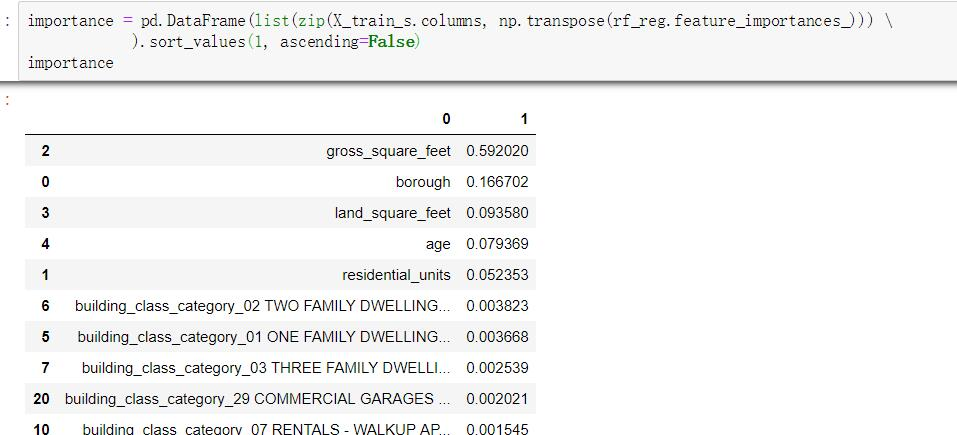 : importance = pd.DataFrame(list(zip(X_train_s.columns, np.transpose(rf_reg.feature_importances_))) \
).sort_values(1, ascending=False)
importance
:
0 1
2 gross_square_feet 0.592020
0 borough 0.166702
3 land_square_feet 0.093580
4 age 0.079369
1 residential_units 0.052353
6 building_class_category_02 TWO FAMILY DWELLING... 0.003823
5 building_class_category_01 ONE FAMILY DWELLING... 0.003668
7 building_class_category_03 THREE FAMILY DWELLI... 0.002539
20 building_class_category_29 COMMERCIAL GARAGES ... 0.002021
10 building_class_category_07 RENTALS - WALKUP AP... 0.001545